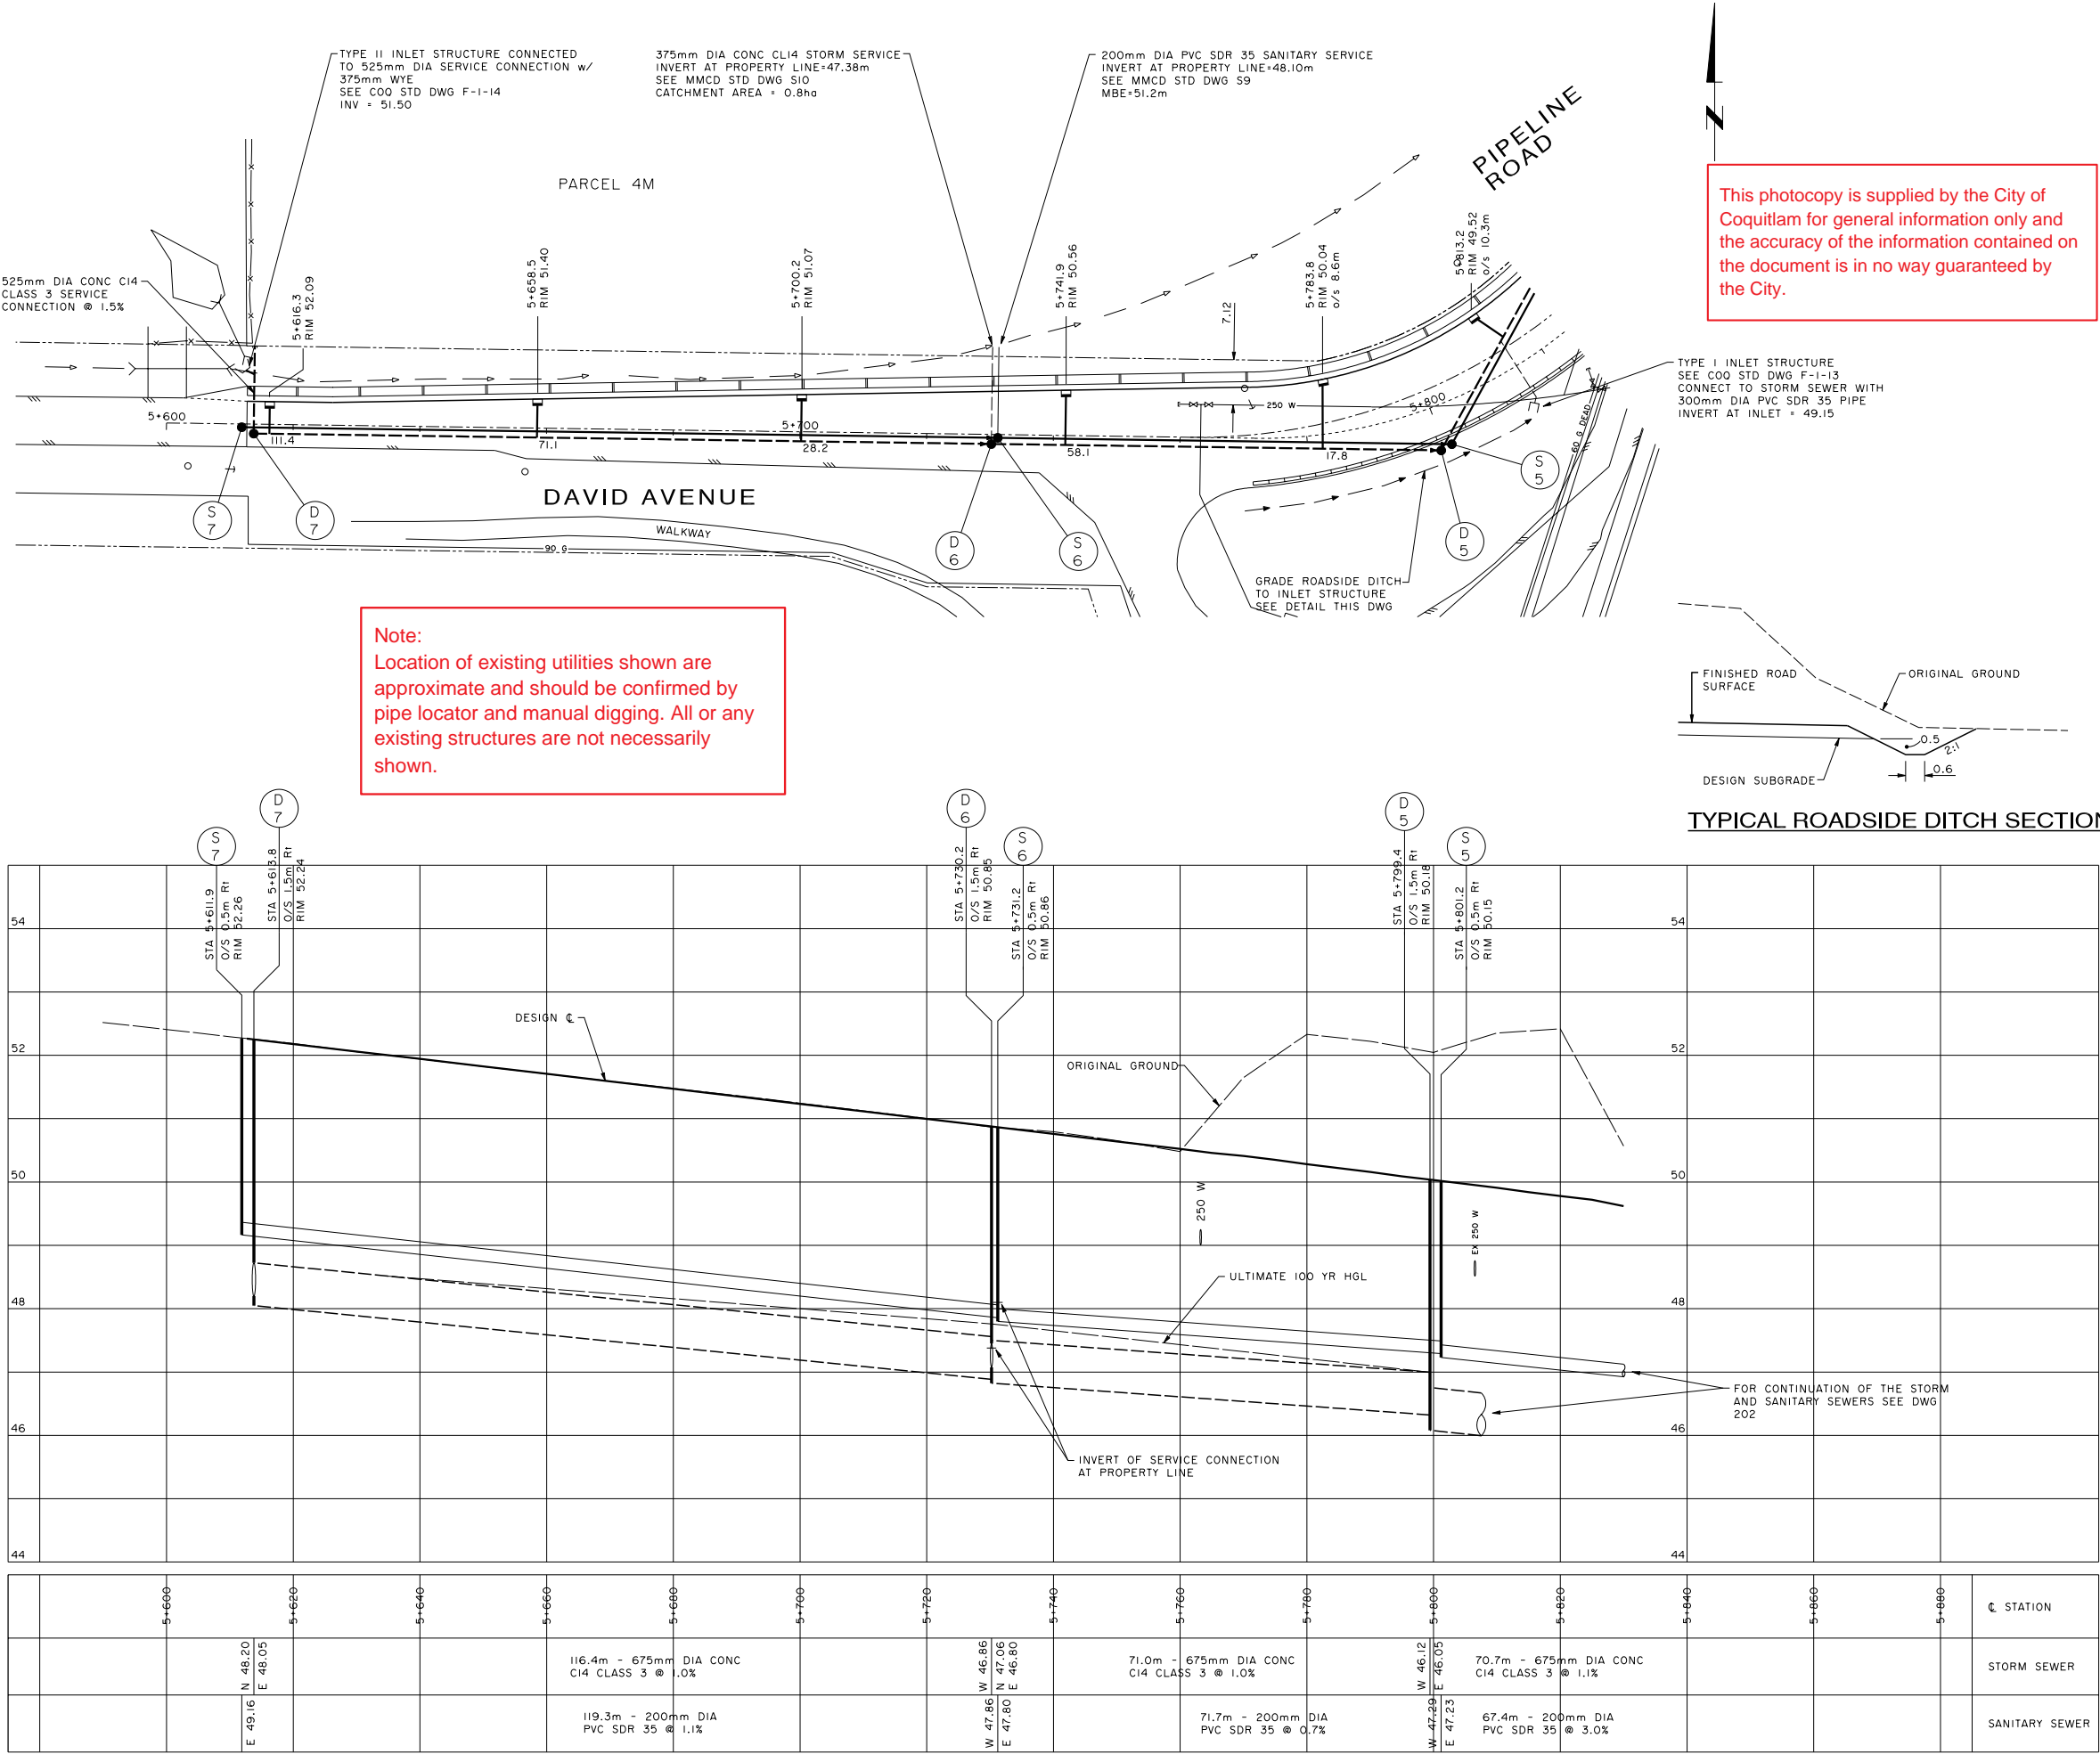 TYPE II INLET STRUCTURE CONNECTED
TO 525mm DIA SERVICE CONNECTION w/
375mm WYE
SEE COQ STD DWG F-1-14
INV = 51.50
375mm DIA CONC CL14 STORM SERVICE
INVERT AT PROPERTY LINE=47.38m
SEE MMCD STD DWG S10
CATCHMENT AREA = 0.8ha
200mm DIA PVC SDR 35 SANITARY SERVICE
INVERT AT PROPERTY LINE=48.10m
SEE MMCD STD DWG S9
MBE=51.2m
PIPELINE
ROAD
N
This photocopy is supplied by the City of
Coquitlam for general information only and
the accuracy of the information contained on
the document is in no way guaranteed by
the City.
PARCEL 4M
525mm DIA CONC C14
CLASS 3 SERVICE
CONNECTION @ 1.5%
5+616.3
RIM 52.09
5+658.5
RIM 51.40
5+700.2
RIM 51.07
5+741.9
RIM 50.56
7.12
5+783.8
RIM 50.04
o/s 8.6m
5+813.2
RIM 49.52
o/s 10.3m
TYPE I INLET STRUCTURE
SEE COQ STD DWG F-1-13
CONNECT TO STORM SEWER WITH
300mm DIA PVC SDR 35 PIPE
INVERT AT INLET = 49.15
5+600
5+700
5+800
250 W
60 G DEAD
111.4
71.1
28.2
58.1
17.8
S
7
D
7
DAVID AVENUE
WALKWAY
90 G
D
6
S
6
D
5
S
5
GRADE ROADSIDE DITCH
TO INLET STRUCTURE
SEE DETAIL THIS DWG
Note:
Location of existing utilities shown are
approximate and should be confirmed by
pipe locator and manual digging. All or any
existing structures are not necessarily
shown.
FINISHED ROAD
SURFACE
ORIGINAL GROUND
0.5
2:1
0.6
DESIGN SUBGRADE
TYPICAL ROADSIDE DITCH SECTION
S
7
STA 5+611.9
O/S 0.5m Rt
RIM 52.26
D
7
STA 5+613.8
O/S 1.5m Rt
RIM 52.24
D
6
STA 5+730.2
O/S 1.5m Rt
RIM 50.85
S
6
STA 5+731.2
O/S 0.5m Rt
RIM 50.86
D
5
STA 5+799.4
O/S 1.5m Rt
RIM 50.18
S
5
STA 5+801.2
O/S 0.5m Rt
RIM 50.15
54
54
DESIGN ℄
52
52
ORIGINAL GROUND
50
50
250 W
EX 250 W
ULTIMATE 100 YR HGL
48
48
FOR CONTINUATION OF THE STORM
AND SANITARY SEWERS SEE DWG
202
46
46
INVERT OF SERVICE CONNECTION
AT PROPERTY LINE
44
44
5+600
5+620
5+640
5+660
5+680
5+700
5+720
5+740
5+760
5+780
5+800
5+820
5+840
5+860
5+880
℄ STATION
N 48.20
E 48.05
116.4m - 675mm DIA CONC
C14 CLASS 3 @ 1.0%
W 46.86
N 47.06
E 46.80
71.0m - 675mm DIA CONC
C14 CLASS 3 @ 1.0%
W 46.12
E 46.05
70.7m - 675mm DIA CONC
C14 CLASS 3 @ 1.1%
STORM SEWER
E 49.16
119.3m - 200mm DIA
PVC SDR 35 @ 1.1%
W 47.86
E 47.80
71.7m - 200mm DIA
PVC SDR 35 @ 0.7%
W 47.29
E 47.23
67.4m - 200mm DIA
PVC SDR 35 @ 3.0%
SANITARY SEWER